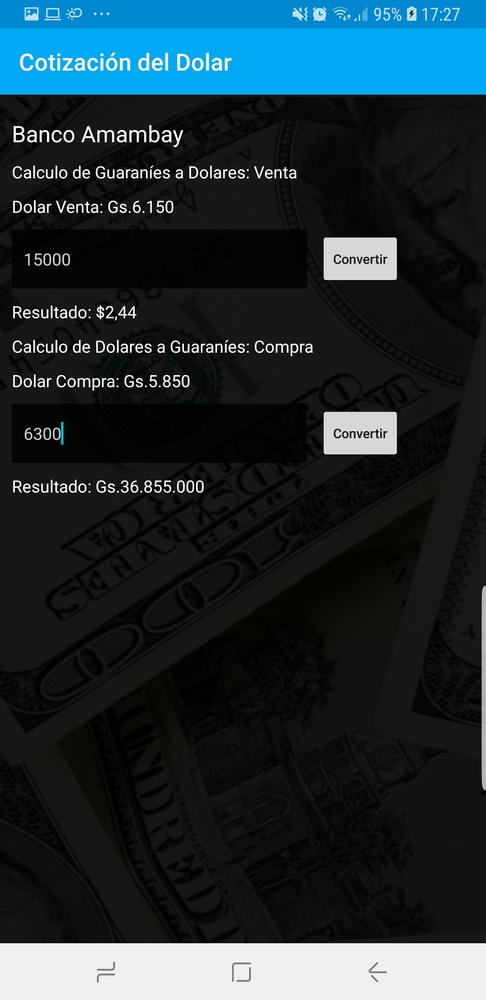 95% 17:27
Cotización del Dolar
Banco Amambay
Calculo de Guaraníes a Dolares: Venta
Dolar Venta: Gs.6.150
15000 Convertir
Resultado: $2,44
Calculo de Dolares a Guaraníes: Compra
Dolar Compra: Gs.5.850
6300 Convertir
Resultado: Gs.36.855.000